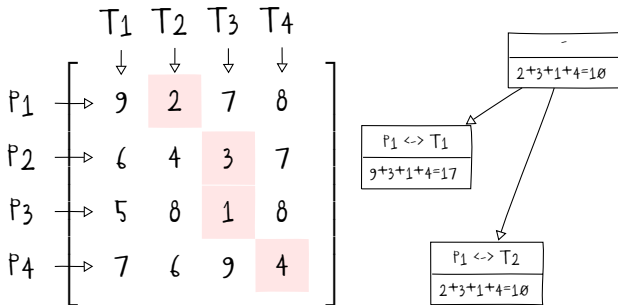 T1 T2 T3 T4
P1 9 2 7 8
P2 6 4 3 7
P3 5 8 1 8
P4 7 6 9 4
-
2+3+1+4=10
P1 <-> T1
9+3+1+4=17
P1 <-> T2
2+3+1+4=10